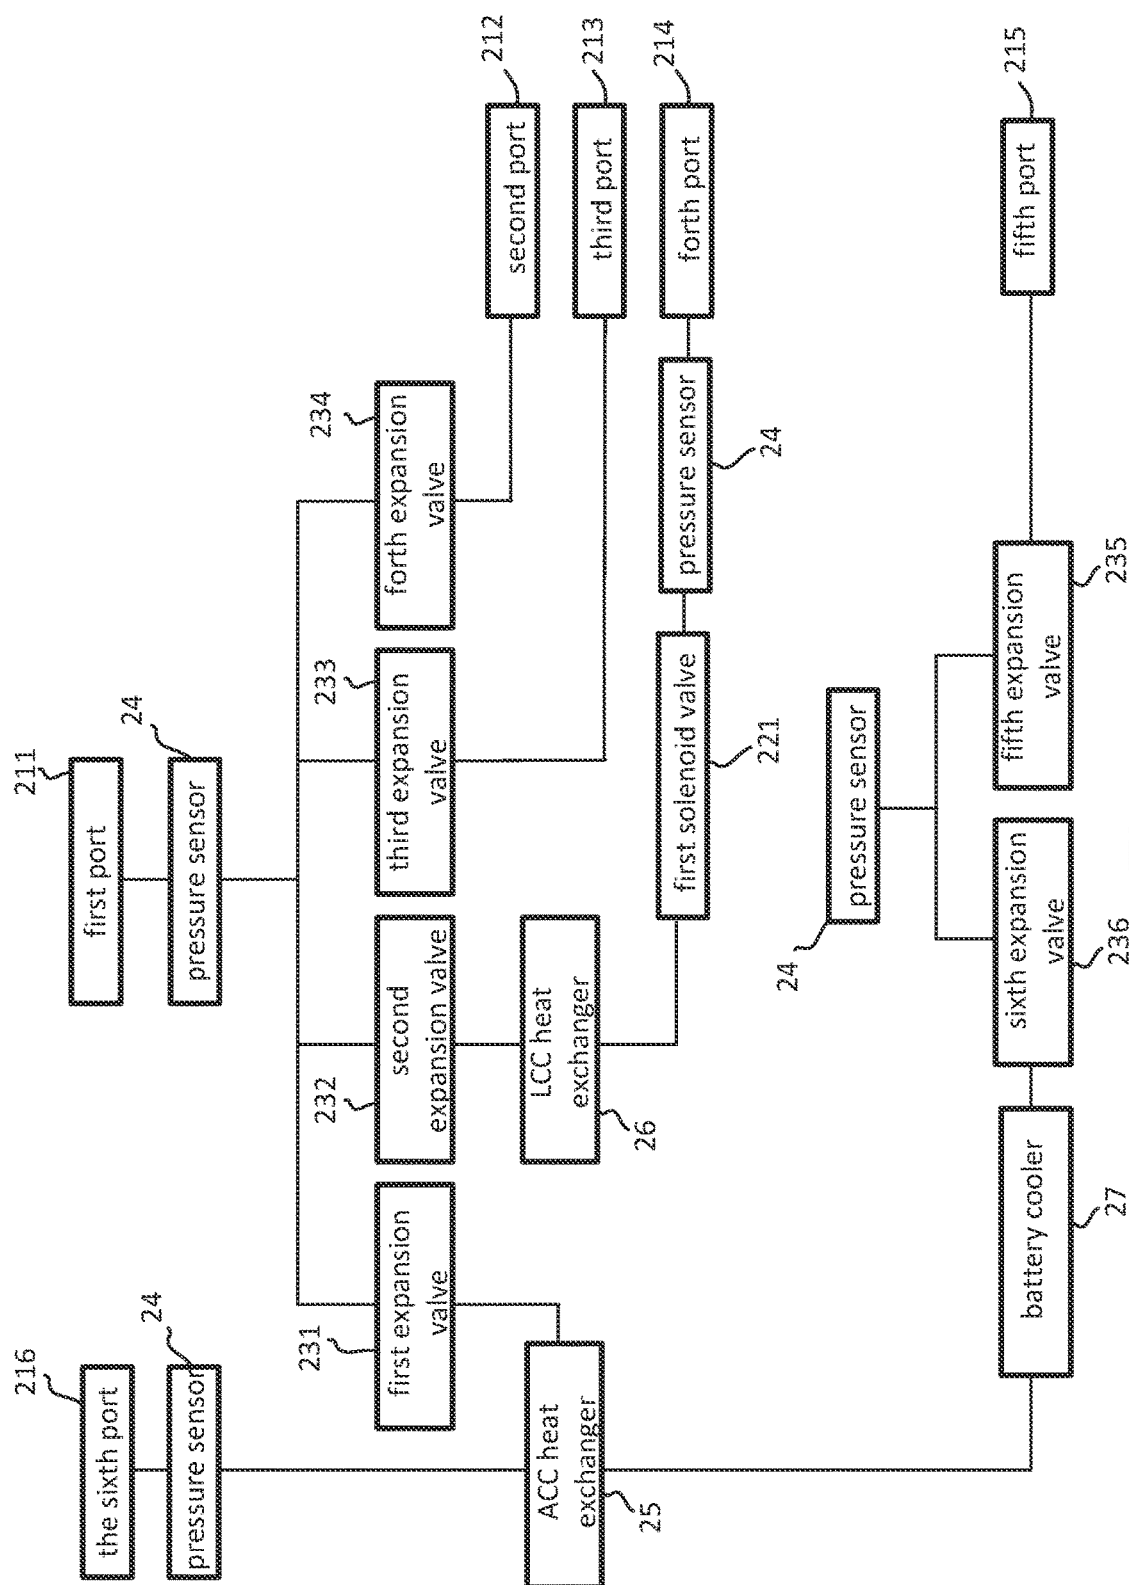 216
the sixth port
24
pressure sensor
211
first port
24
pressure sensor
231
first expansion
valve
232
second
expansion valve
233
third expansion
valve
234
forth expansion
valve
212
second port
213
third port
214
forth port
ACC heat
exchanger
25
LCC heat
exchanger
26
first solenoid valve
221
pressure sensor
24
24
pressure sensor
battery cooler
27
sixth expansion
valve
236
fifth expansion
valve
235
215
fifth port